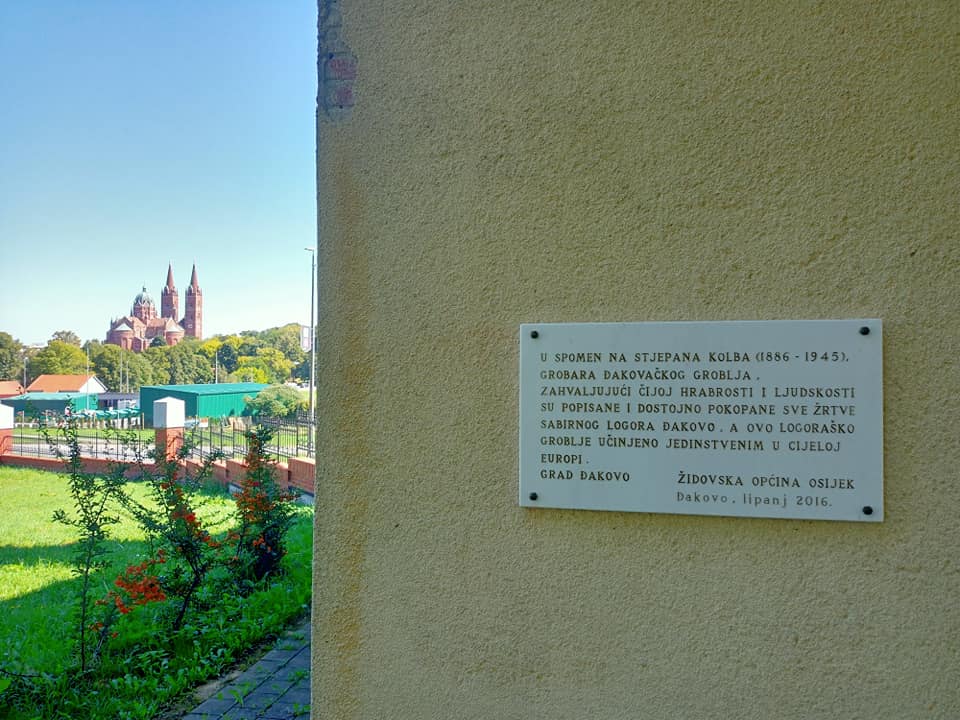 U SPOMEN NA STJEPANA KOLBA (1886 - 1945),
GROBARA ĐAKOVAČKOG GROBLJA.
ZAHVALJUJUĆI ČIJOJ HRABROSTI I LJUDSKOSTI
SU POPISANE I DOSTOJNO POKOPANE SVE ŽRTVE
SABIRNOG LOGORA ĐAKOVO, A OVO LOGORAŠKO
GROBLJE UČINJENO JEDINSTVENIM U CIJELOJ
EUROPI.
GRAD ĐAKOVO ŽIDOVSKA OPĆINA OSIJEK
Đakovo, lipanj 2016.